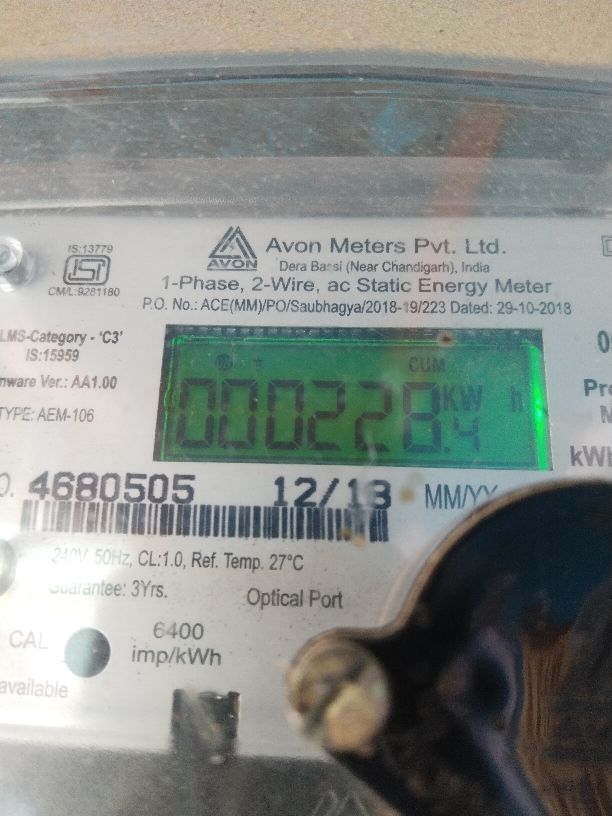 IS:13779
ISI
CM/L:9281180
AVON
Avon Meters Pvt. Ltd.
Dera Bassi (Near Chandigarh), India
1-Phase, 2-Wire, ac Static Energy Meter
P.O. No.: ACE(MM)/PO/Saubhagya/2018-19/223 Dated: 29-10-2018
LMS-Category - 'C3'
IS:15959
nware Ver.: AA1.00
TYPE: AEM-106
CUM
000228.4 KW h
Pro
kWh
O. 4680505 12/18 MM/YY
240V, 50Hz, CL:1.0, Ref. Temp. 27°C
Guarantee: 3Yrs.
Optical Port
CAL
6400
imp/kWh
available